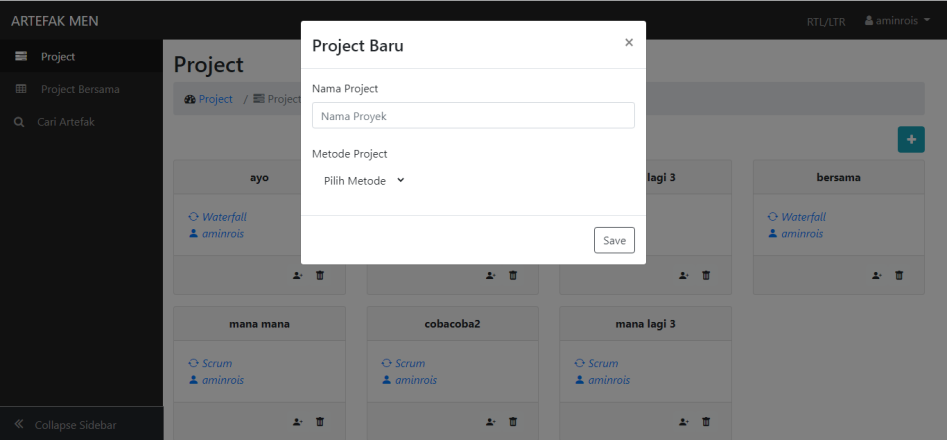 ARTEFAK MEN
RTL/LTR aminrois
Project
Project Bersama
Cari Artefak
Collapse Sidebar
Project
Project / Project
Project Baru ×
Nama Project
Nama Proyek
Metode Project
Pilih Metode
Save
+
ayo
Waterfall
aminrois
lagi 3
bersama
Waterfall
aminrois
mana mana
Scrum
aminrois
cobacoba2
Scrum
aminrois
mana lagi 3
Scrum
aminrois